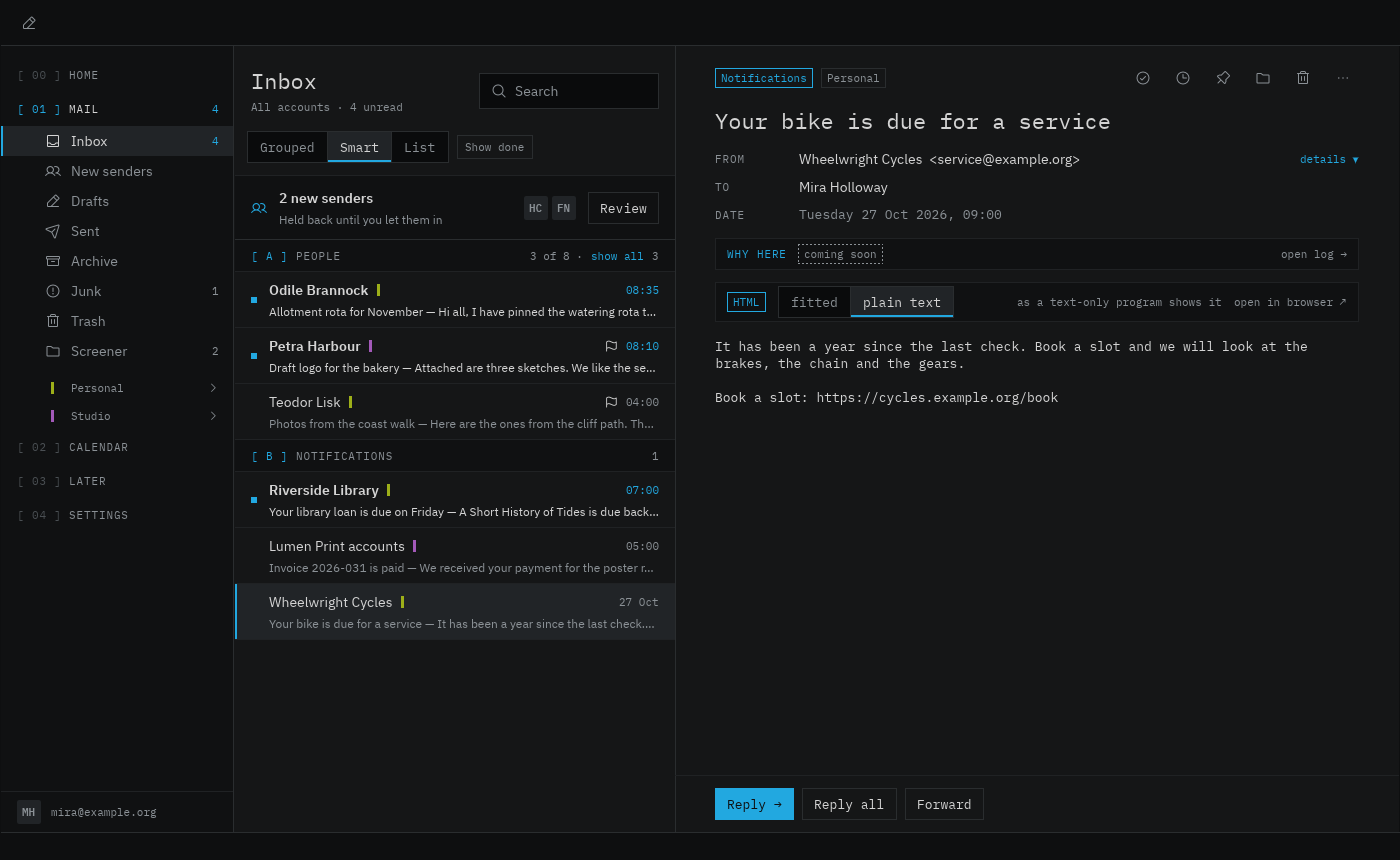 [ 00 ] HOME
[ 01 ] MAIL 4
Inbox 4
New senders
Drafts
Sent
Archive
Junk 1
Trash
Screener 2
Personal
Studio
[ 02 ] CALENDAR
[ 03 ] LATER
[ 04 ] SETTINGS
MH mira@example.org
Inbox
All accounts · 4 unread
Search
Grouped Smart List Show done
2 new senders
Held back until you let them in
HC FN Review
[ A ] PEOPLE 3 of 8 · show all 3
Odile Brannock 08:35
Allotment rota for November — Hi all, I have pinned the watering rota t…
Petra Harbour 08:10
Draft logo for the bakery — Attached are three sketches. We like the se…
Teodor Lisk 04:00
Photos from the coast walk — Here are the ones from the cliff path. Th…
[ B ] NOTIFICATIONS 1
Riverside Library 07:00
Your library loan is due on Friday — A Short History of Tides is due back…
Lumen Print accounts 05:00
Invoice 2026-031 is paid — We received your payment for the poster r…
Wheelwright Cycles 27 Oct
Your bike is due for a service — It has been a year since the last check.…
Notifications Personal
Your bike is due for a service
FROM Wheelwright Cycles <service@example.org> details ▾
TO Mira Holloway
DATE Tuesday 27 Oct 2026, 09:00
WHY HERE coming soon open log →
HTML fitted plain text as a text-only program shows it open in browser ↗
It has been a year since the last check. Book a slot and we will look at the
brakes, the chain and the gears.
Book a slot: https://cycles.example.org/book
Reply → Reply all Forward